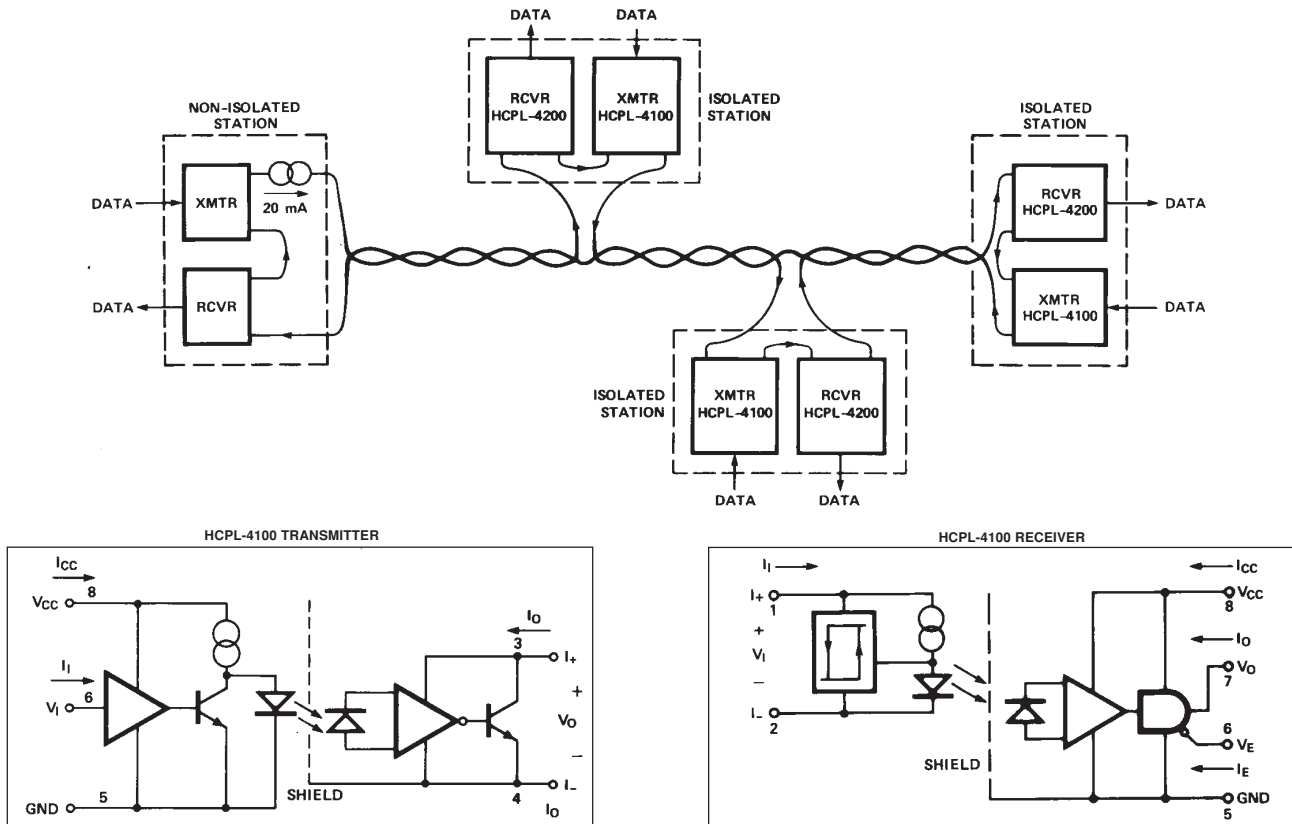 DATA
DATA
RCVR
HCPL-4200
XMTR
HCPL-4100
ISOLATED
STATION
NON-ISOLATED
STATION
XMTR
20 mA
DATA
RCVR
DATA
ISOLATED
STATION
RCVR
HCPL-4200
DATA
XMTR
HCPL-4100
DATA
ISOLATED
STATION
XMTR
HCPL-4100
RCVR
HCPL-4200
DATA
DATA
HCPL-4100 TRANSMITTER
ICC
8
VCC
II
6
VI
5
GND
SHIELD
IO
3
I+
+
VO
–
I-
4
IO
HCPL-4100 RECEIVER
II
I+
1
+
VI
–
I-
2
SHIELD
ICC
VCC
8
IO
VO
7
6
VE
IE
GND
5